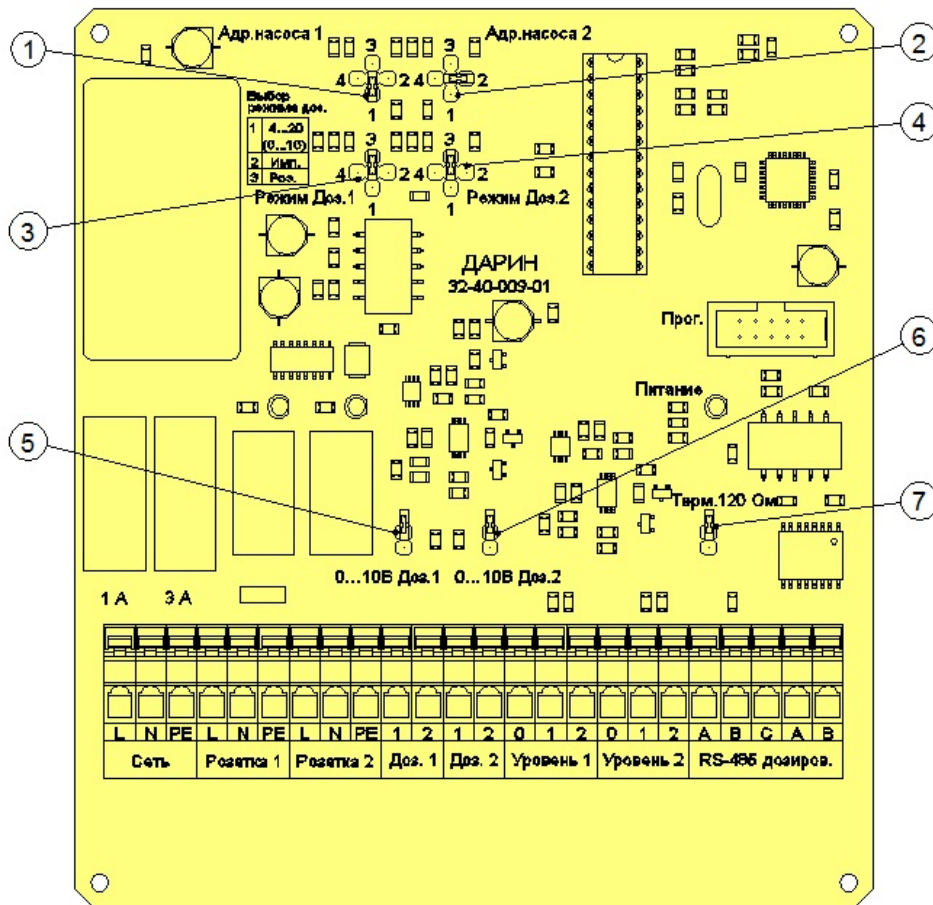 Адр.насоса 1
Адр.насоса 2
1
2
3
3
4 2 4 2
1 1
Выбор
режима доз.
1 4...20
(0...10)
2 Имп.
3 Роз.
4
3 3
4 2 4 2
1 1
Режим Доз.1
Режим Доз.2
3
ДАРИН
32-40-009-01
Прог.
6
Питание
5
Терм.120 Ом
7
0...10В Доз.1
0...10В Доз.2
1 А
3 А
L N PE L N PE L N PE 1 2 1 2 0 1 2 0 1 2 A B C A B
Сеть Розетка 1 Розетка 2 Доз. 1 Доз. 2 Уровень 1 Уровень 2 RS-485 дозиров.